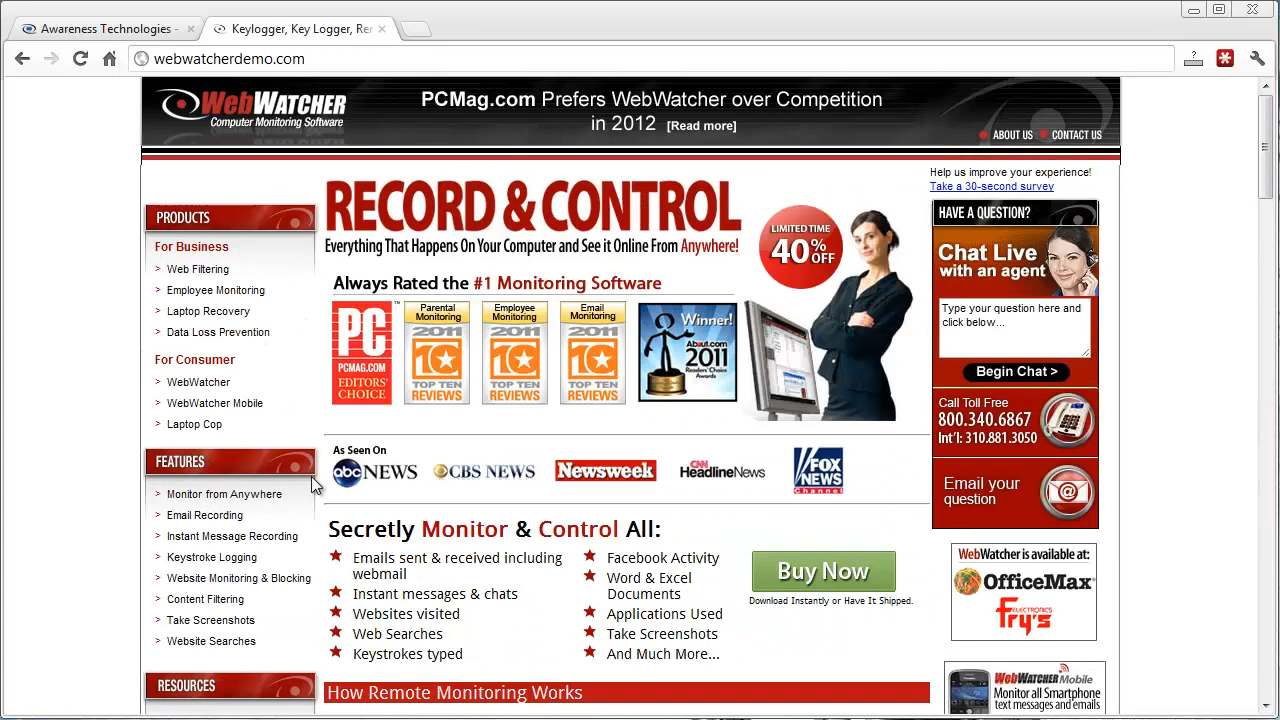 Awareness Technologies -
Keylogger, Key Logger, Rer
webwatcherdemo.com
WebWatcher
Computer Monitoring Software
PCMag.com Prefers WebWatcher over Competition
in 2012 [Read more]
ABOUT US
CONTACT US
Help us improve your experience!
Take a 30-second survey
PRODUCTS
For Business
Web Filtering
Employee Monitoring
Laptop Recovery
Data Loss Prevention
For Consumer
WebWatcher
WebWatcher Mobile
Laptop Cop
FEATURES
Monitor from Anywhere
Email Recording
Instant Message Recording
Keystroke Logging
Website Monitoring & Blocking
Content Filtering
Take Screenshots
Website Searches
RESOURCES
RECORD & CONTROL
Everything That Happens On Your Computer and See it Online From Anywhere!
LIMITED TIME
40% OFF
Always Rated the #1 Monitoring Software
PC
PCMAG.COM
EDITORS'
CHOICE
TM
Parental
Monitoring
2011
10
TOP TEN
REVIEWS
Employee
Monitoring
2011
10
TOP TEN
REVIEWS
Email
Monitoring
2011
10
TOP TEN
REVIEWS
Winner!
About.com
2011
Readers' Choice
Awards
As Seen On
abc NEWS
CBS NEWS
Newsweek
CNN
HeadlineNews
FOX
NEWS
Channel
Secretly Monitor & Control All:
Emails sent & received including
webmail
Instant messages & chats
Websites visited
Web Searches
Keystrokes typed
Facebook Activity
Word & Excel
Documents
Applications Used
Take Screenshots
And Much More...
Buy Now
Download Instantly or Have It Shipped.
How Remote Monitoring Works
HAVE A QUESTION?
Chat Live
with an agent
Type your question here and
click below...
Begin Chat >
Call Toll Free
800.340.6867
Int'l: 310.881.3050
Email your
question
WebWatcher is available at:
OfficeMax
Fry's
ELECTRONICS
WebWatcher
Mobile
Monitor all Smartphone
text messages and emails